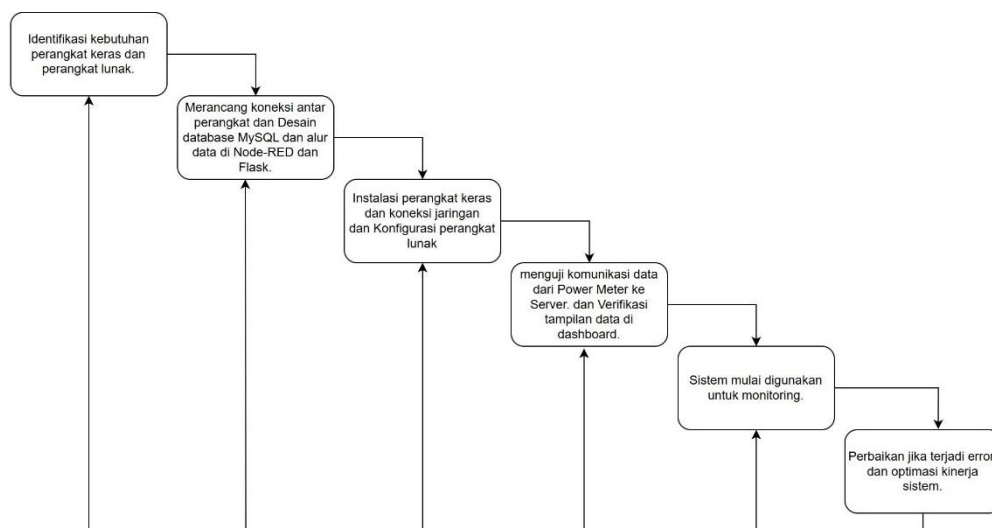 Identifikasi kebutuhan
perangkat keras dan
perangkat lunak.
Merancang koneksi antar
perangkat dan Desain
database MySQL dan alur
data di Node-RED dan
Flask.
Instalasi perangkat keras
dan koneksi jaringan
dan Konfigurasi perangkat
lunak
menguji komunikasi data
dari Power Meter ke
Server. dan Verifikasi
tampilan data di
dashboard.
Sistem mulai digunakan
untuk monitoring.
Perbaikan jika terjadi error
dan optimasi kinerja
sistem.